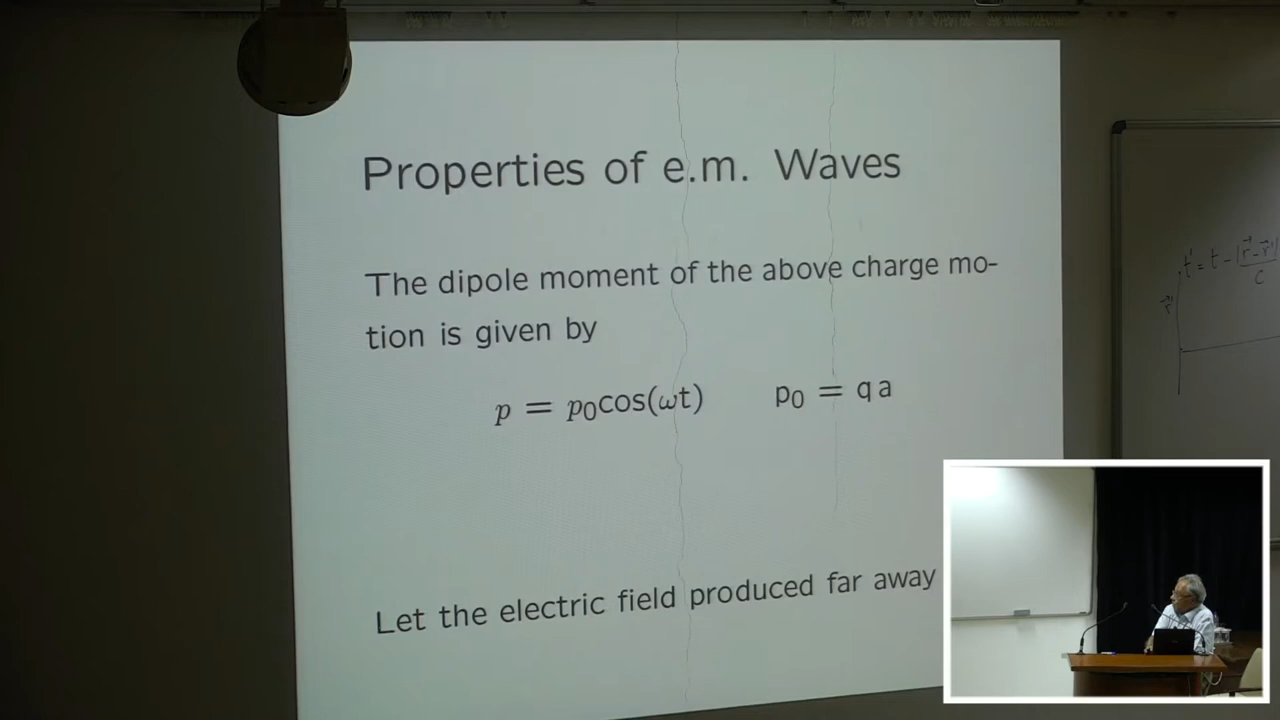 Properties of e.m. Waves
The dipole moment of the above charge mo-
tion is given by
p = p₀cos(ωt) p₀ = q a
Let the electric field produced far away
t' = t - |r⃗ - r⃗'|
c
r⃗'